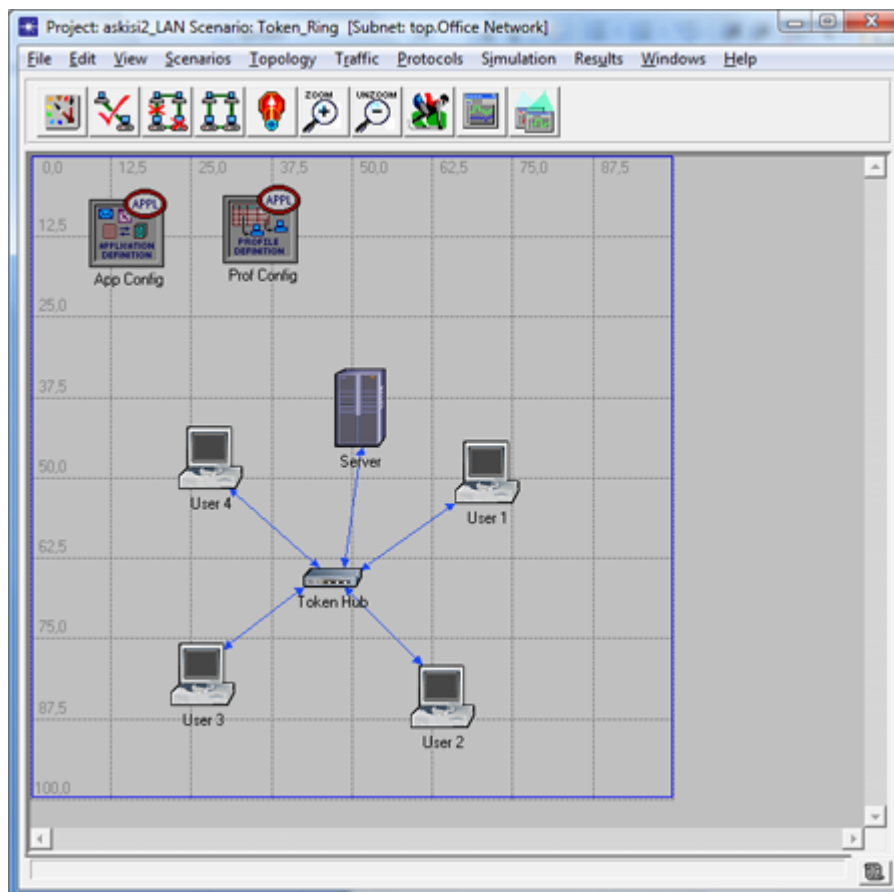 Project: askisi2_LAN Scenario: Token_Ring [Subnet: top.Office Network]
File Edit View Scenarios Topology Traffic Protocols Simulation Results Windows Help
ZOOM UNZOOM
0,0 12,5 25,0 37,5 50,0 62,5 75,0 87,5
APPL APPL
12,5
APPLICATION DEFINITION
PROFILE DEFINITION
App Config Prof Config
25,0
37,5
Server
50,0
User 4 User 1
62,5
Token Hub
75,0
87,5
User 3
User 2
100,0